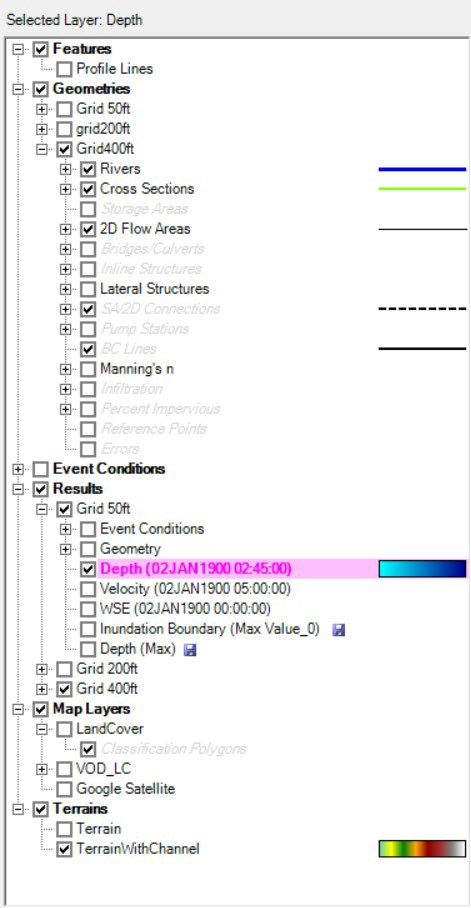 Selected Layer: Depth
Features
Profile Lines
Geometries
Grid 50ft
grid200ft
Grid400ft
Rivers
Cross Sections
Storage Areas
2D Flow Areas
Bridges/Culverts
Inline Structures
Lateral Structures
SA/2D Connections
Pump Stations
BC Lines
Manning's n
Infiltration
Percent Impervious
Reference Points
Errors
Event Conditions
Results
Grid 50ft
Event Conditions
Geometry
Depth (02JAN1900 02:45:00)
Velocity (02JAN1900 05:00:00)
WSE (02JAN1900 00:00:00)
Inundation Boundary (Max Value_0)
Depth (Max)
Grid 200ft
Grid 400ft
Map Layers
LandCover
Classification Polygons
VOD_LC
Google Satellite
Terrains
Terrain
TerrainWithChannel